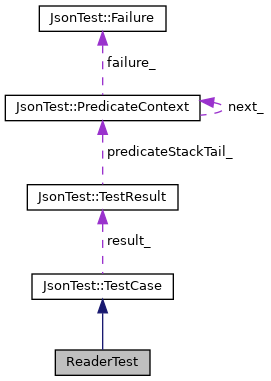 JsonTest::Failure
failure_
JsonTest::PredicateContext
next_
predicateStackTail_
JsonTest::TestResult
result_
JsonTest::TestCase
ReaderTest